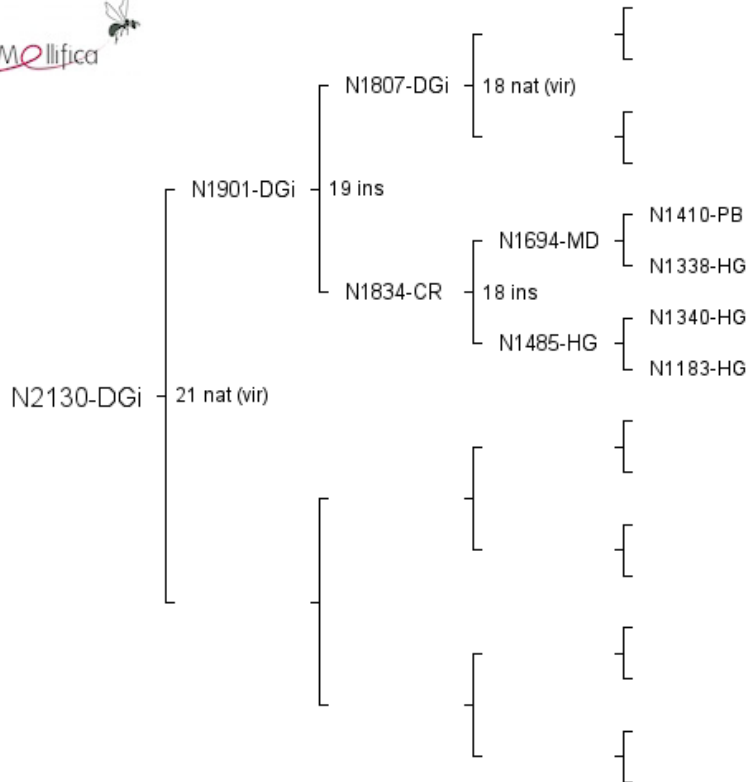 Mellifica
N1807-DGi
18 nat (vir)
N1901-DGi
19 ins
N1410-PB
N1694-MD
N1338-HG
N1834-CR
18 ins
N1340-HG
N1485-HG
N1183-HG
N2130-DGi
21 nat (vir)